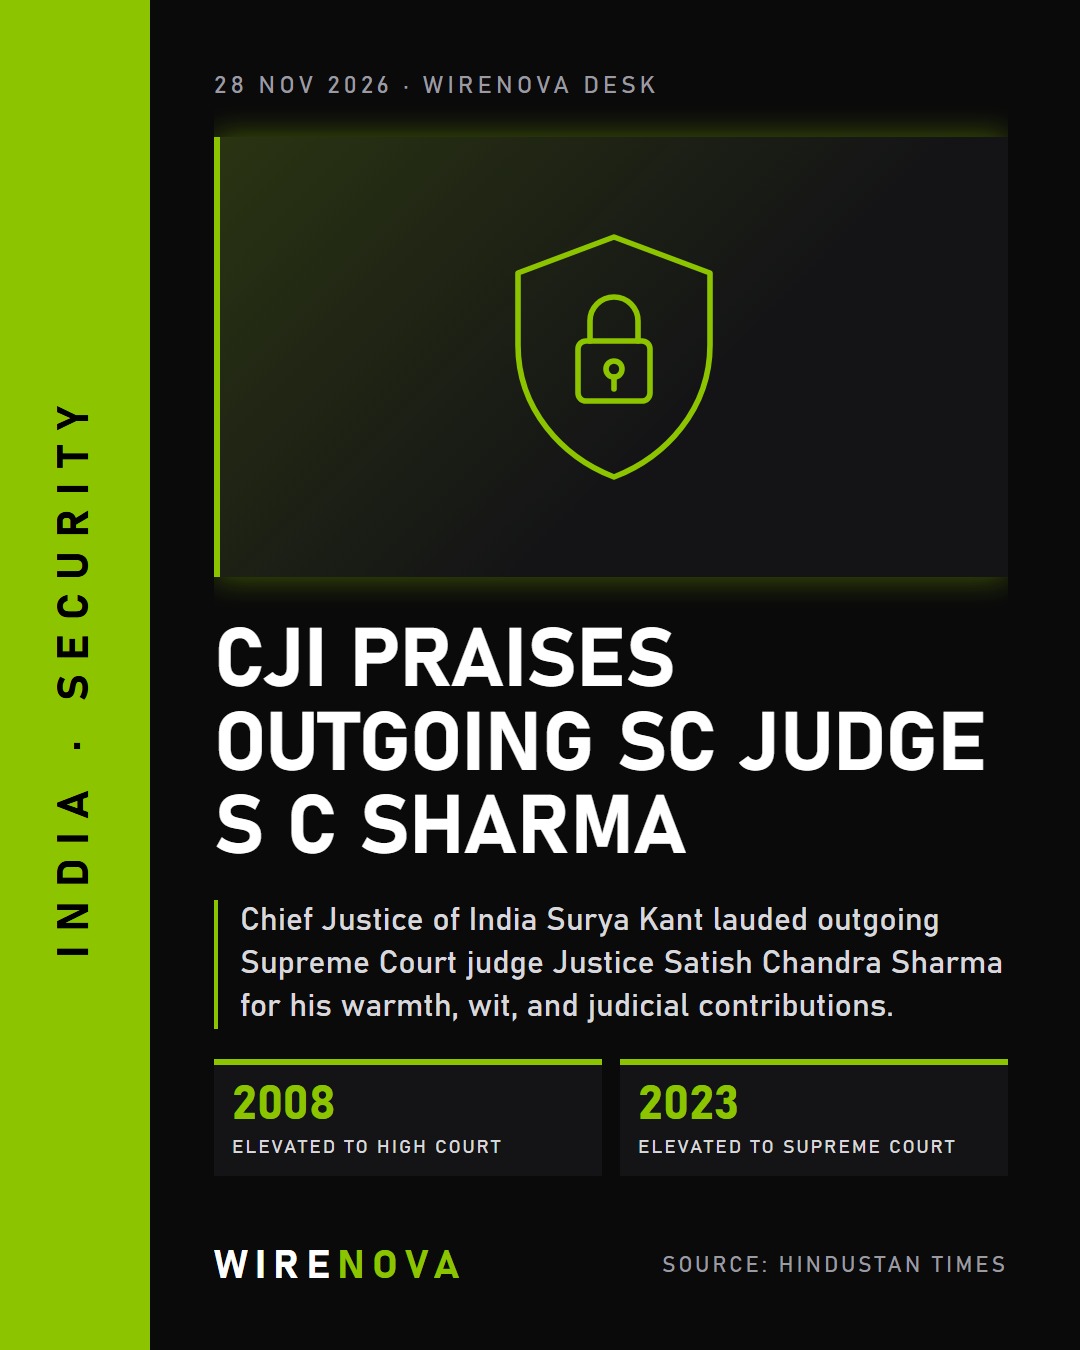 INDIA · SECURITY
28 NOV 2026 · WIRENOVA DESK
CJI PRAISES
OUTGOING SC JUDGE
S C SHARMA
Chief Justice of India Surya Kant lauded outgoing
Supreme Court judge Justice Satish Chandra Sharma
for his warmth, wit, and judicial contributions.
2008
ELEVATED TO HIGH COURT
2023
ELEVATED TO SUPREME COURT
WIRENOVA
SOURCE: HINDUSTAN TIMES